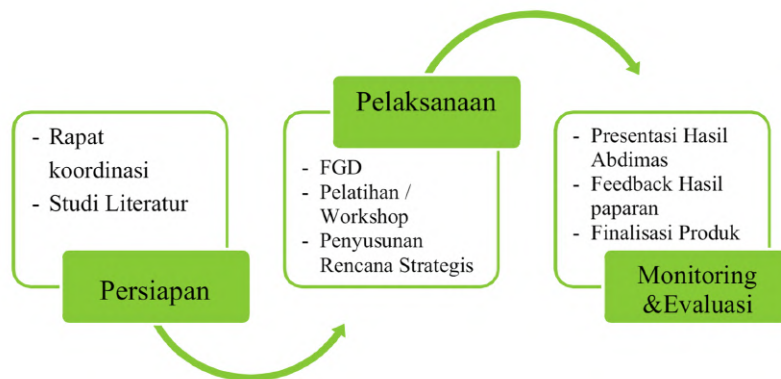 - Rapat
koordinasi
- Studi Literatur
Persiapan
Pelaksanaan
- FGD
- Pelatihan /
Workshop
- Penyusunan
Rencana Strategis
- Presentasi Hasil
Abdimas
- Feedback Hasil
paparan
- Finalisasi Produk
Monitoring
&Evaluasi